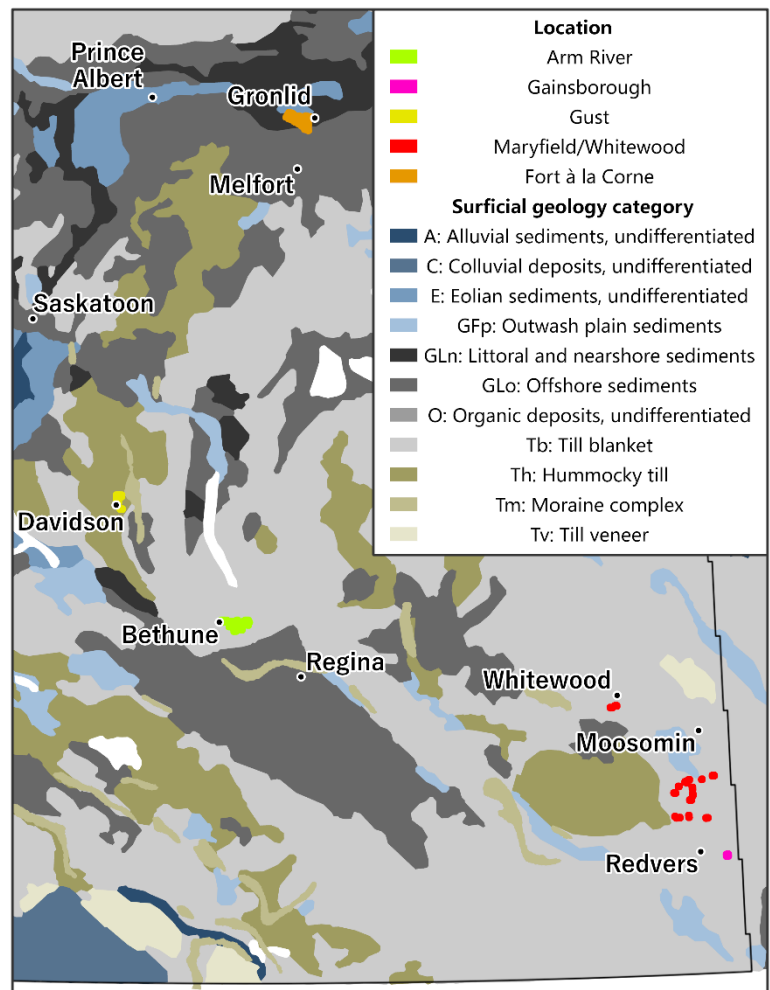 Prince
Albert
Gronlid
Melfort
Saskatoon
Davidson
Bethune
Regina
Whitewood
Moosomin
Redvers
Location
Arm River
Gainsborough
Gust
Maryfield/Whitewood
Fort à la Corne
Surficial geology category
A: Alluvial sediments, undifferentiated
C: Colluvial deposits, undifferentiated
E: Eolian sediments, undifferentiated
GFp: Outwash plain sediments
GLn: Littoral and nearshore sediments
GLo: Offshore sediments
O: Organic deposits, undifferentiated
Tb: Till blanket
Th: Hummocky till
Tm: Moraine complex
Tv: Till veneer